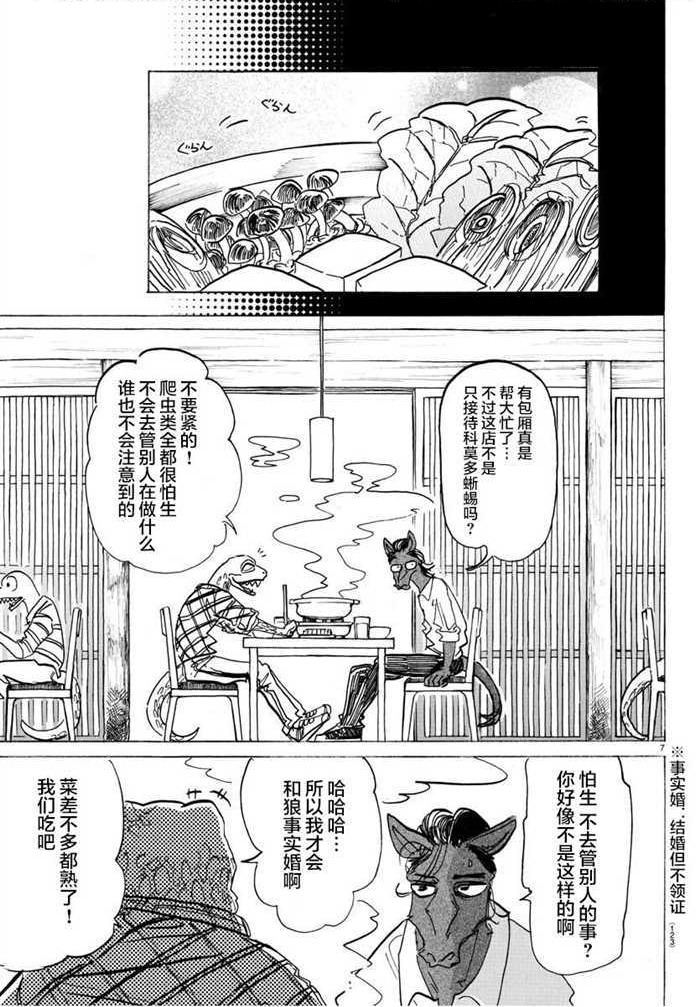 ぐらん
ぐらん
有包厢真是
帮大忙了…
不过这店不是
只接待科莫多蜥蜴吗?
不要紧的!
爬虫类全都很怕生
不会去管别人在做什么
谁也不会注意到的
7
怕生 不去管别人的事?
你好像不是这样的啊
哈哈哈…
所以我才会
和狼事实婚啊
菜差不多都熟了!
我们吃吧
※事实婚:结婚但不领证
(123)